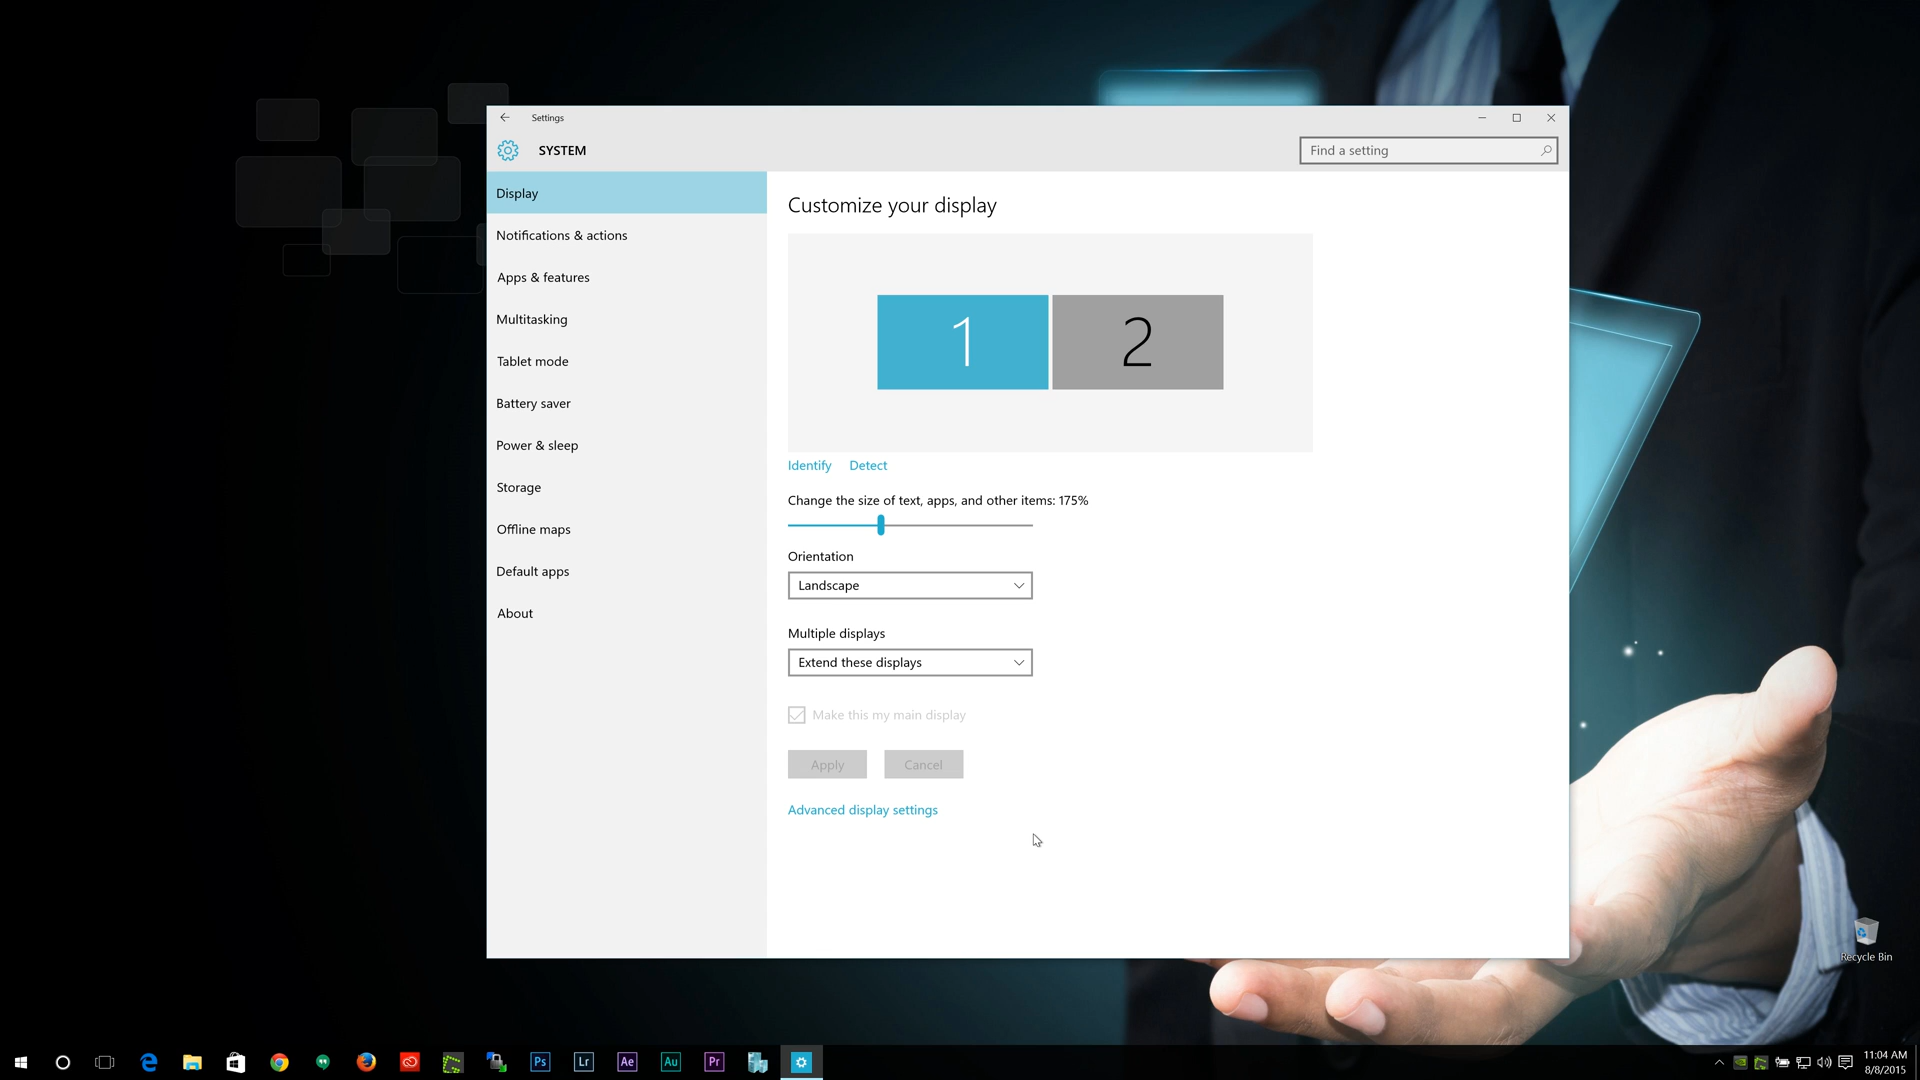 Settings
SYSTEM
Find a setting
Display
Notifications & actions
Apps & features
Multitasking
Tablet mode
Battery saver
Power & sleep
Storage
Offline maps
Default apps
About
Customize your display
1 2
Identify Detect
Change the size of text, apps, and other items: 175%
Orientation
Landscape
Multiple displays
Extend these displays
Make this my main display
Apply Cancel
Advanced display settings
Recycle Bin
Ps Lr Ae Au Pr
11:04 AM
8/8/2015